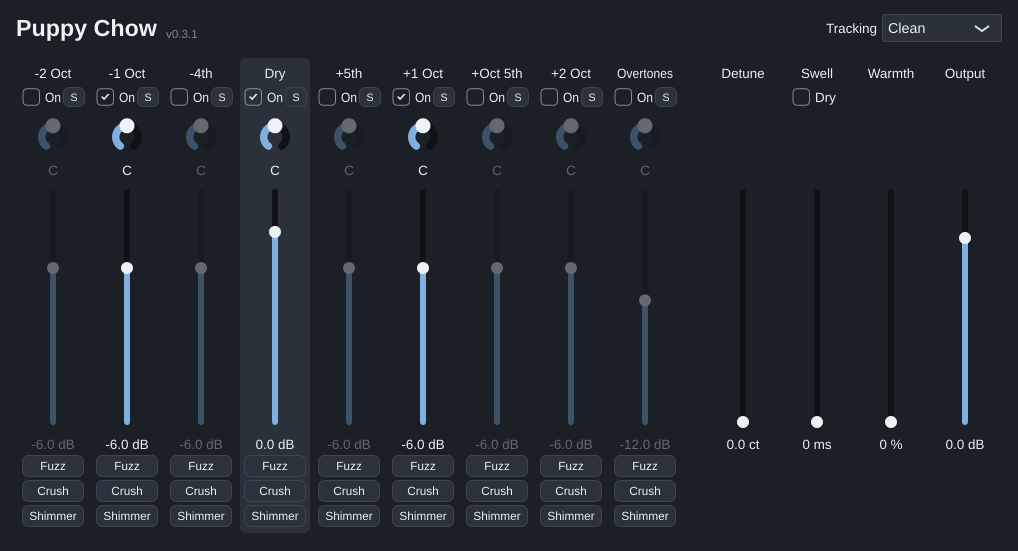 Puppy Chow v0.3.1
Tracking Clean
-2 Oct -1 Oct -4th Dry +5th +1 Oct +Oct 5th +2 Oct Overtones Detune Swell Warmth Output
On S On S On S On S On S On S On S On S On S Dry
C C C C C C C C C
-6.0 dB -6.0 dB -6.0 dB 0.0 dB -6.0 dB -6.0 dB -6.0 dB -6.0 dB -12.0 dB 0.0 ct 0 ms 0 % 0.0 dB
Fuzz Fuzz Fuzz Fuzz Fuzz Fuzz Fuzz Fuzz Fuzz
Crush Crush Crush Crush Crush Crush Crush Crush Crush
Shimmer Shimmer Shimmer Shimmer Shimmer Shimmer Shimmer Shimmer Shimmer